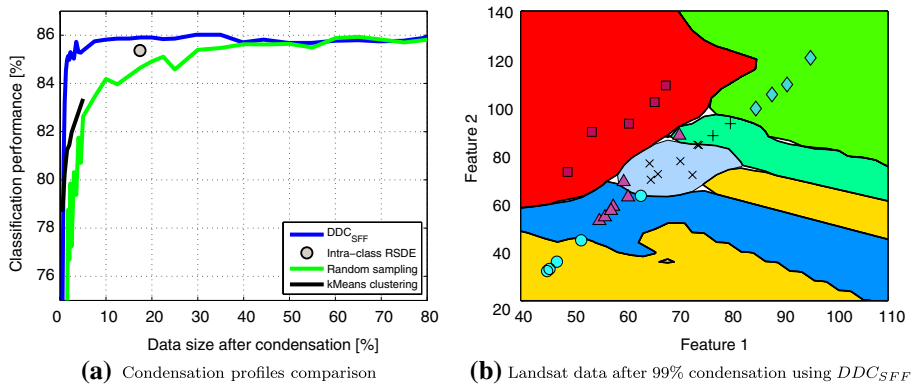 86
84
82
80
78
76
0 10 20 30 40 50 60 70 80
Classification performance [%]
Data size after condensation [%]
DDC_SFF
Intra-class RSDE
Random sampling
kMeans clustering
(a) Condensation profiles comparison
140
120
100
80
60
40
20
40 50 60 70 80 90 100 110
Feature 2
Feature 1
(b) Landsat data after 99% condensation using DDC_SFF